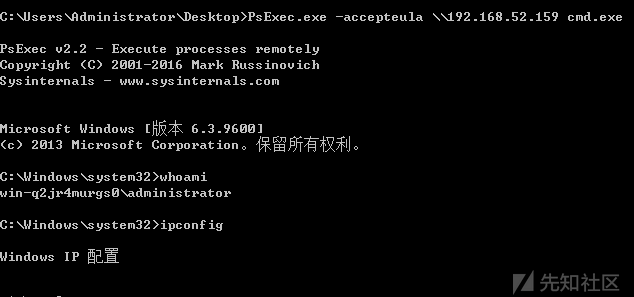 C:\Users\Administrator\Desktop>PsExec.exe -accepteula \\192.168.52.159 cmd.exe
PsExec v2.2 - Execute processes remotely
Copyright (C) 2001-2016 Mark Russinovich
Sysinternals - www.sysinternals.com
Microsoft Windows [版本 6.3.9600]
(c) 2013 Microsoft Corporation。保留所有权利。
C:\Windows\system32>whoami
win-q2jr4murgs0\administrator
C:\Windows\system32>ipconfig
Windows IP 配置
先知社区